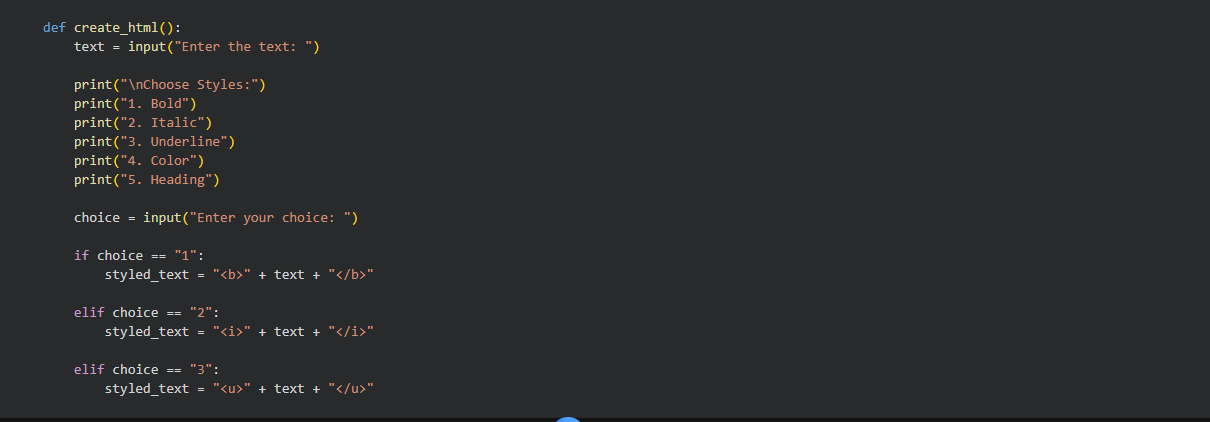 def create_html():
    text = input("Enter the text: ")
    print("\nChoose Styles:")
    print("1. Bold")
    print("2. Italic")
    print("3. Underline")
    print("4. Color")
    print("5. Heading")
    choice = input("Enter your choice: ")
    if choice == "1":
        styled_text = "<b>" + text + "</b>"
    elif choice == "2":
        styled_text = "<i>" + text + "</i>"
    elif choice == "3":
        styled_text = "<u>" + text + "</u>"